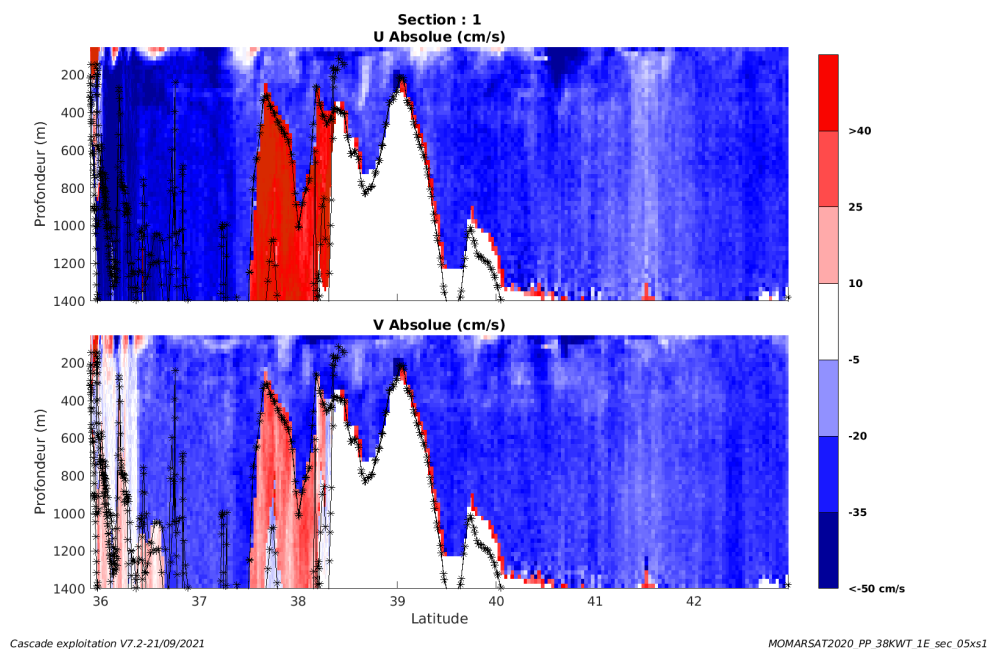 Section : 1
U Absolue (cm/s)
200
400
600
800
1000
1200
1400
Profondeur (m)
>40
25
10
-5
-20
-35
<-50 cm/s
V Absolue (cm/s)
200
400
600
800
1000
1200
1400
Profondeur (m)
36 37 38 39 40 41 42
Latitude
Cascade exploitation V7.2-21/09/2021
MOMARSAT2020_PP_38KWT_1E_sec_05xs1